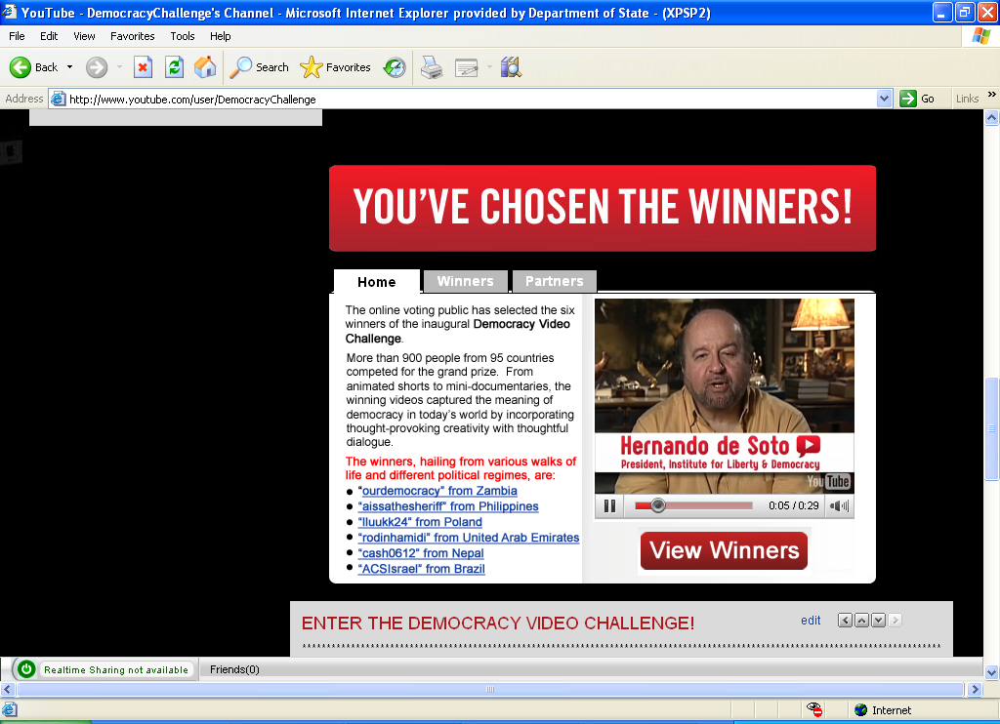 YouTube - DemocracyChallenge's Channel - Microsoft Internet Explorer provided by Department of State - (XPSP2)
File Edit View Favorites Tools Help
Back Search Favorites
Address http://www.youtube.com/user/DemocracyChallenge Go Links »
YOU'VE CHOSEN THE WINNERS!
Home Winners Partners
The online voting public has selected the six
winners of the inaugural Democracy Video
Challenge.
More than 900 people from 95 countries
competed for the grand prize. From
animated shorts to mini-documentaries, the
winning videos captured the meaning of
democracy in today's world by incorporating
thought-provoking creativity with thoughtful
dialogue.
The winners, hailing from various walks of
life and different political regimes, are:
• "ourdemocracy" from Zambia
• "aissathesheriff" from Philippines
• "lluukk24" from Poland
• "rodinhamidi" from United Arab Emirates
• "cash0612" from Nepal
• "ACSIsrael" from Brazil
Hernando de Soto
President, Institute for Liberty & Democracy
YouTube
0:05 / 0:29
View Winners
ENTER THE DEMOCRACY VIDEO CHALLENGE! edit
Realtime Sharing not available Friends(0)
Internet